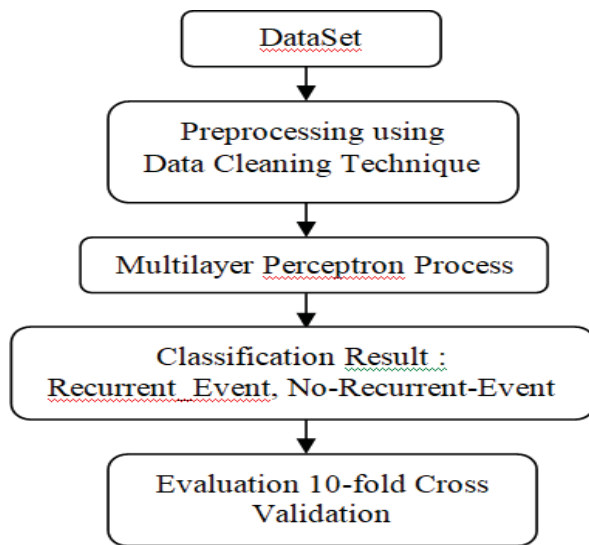 DataSet
Preprocessing using
Data Cleaning Technique
Multilayer Perceptron Process
Classification Result :
Recurrent_Event, No-Recurrent-Event
Evaluation 10-fold Cross
Validation